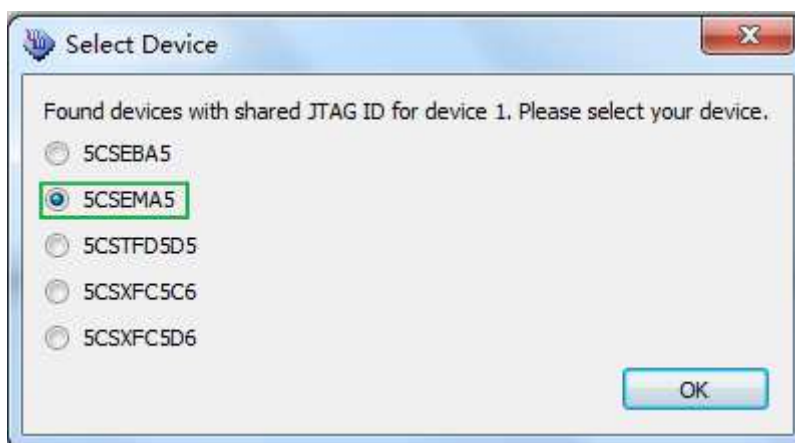 Select Device
Found devices with shared JTAG ID for device 1. Please select your device.
5CSEBA5
5CSEMA5
5CSTFD5D5
5CSXFC5C6
5CSXFC5D6
OK